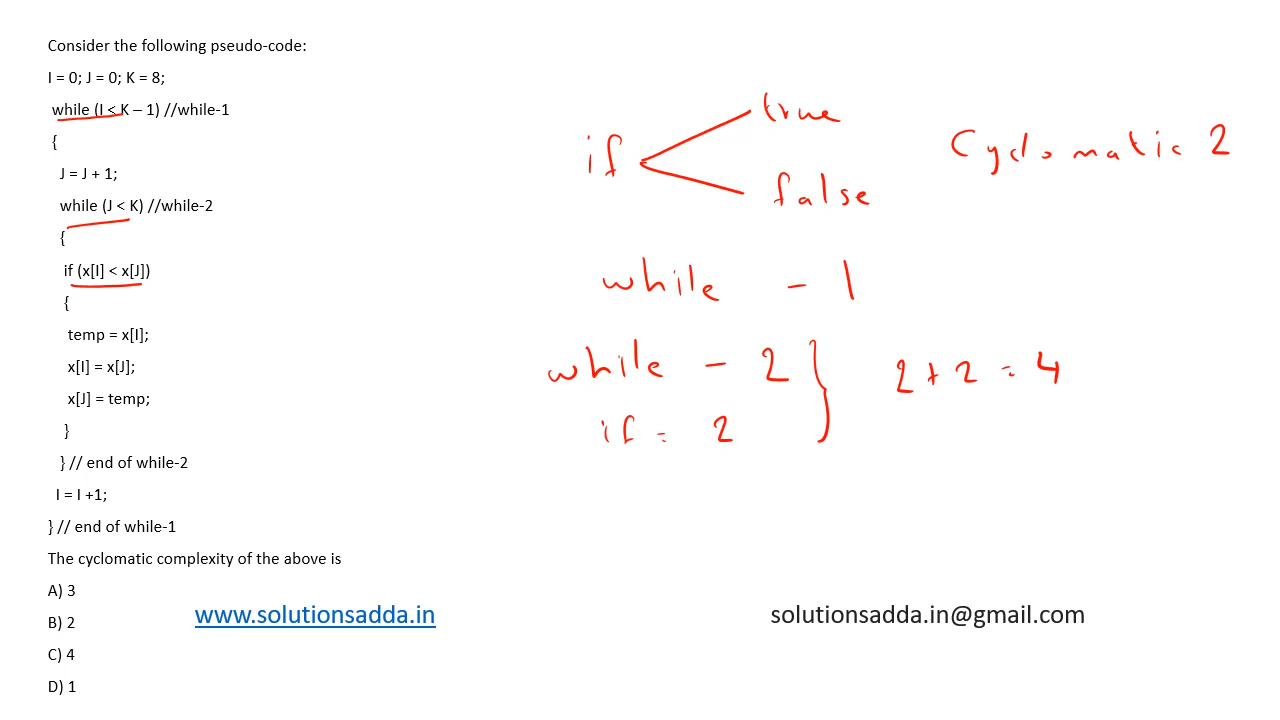 Consider the following pseudo-code:
I = 0; J = 0; K = 8;
while (I < K – 1) //while-1
{
J = J + 1;
while (J < K) //while-2
{
if (x[I] < x[J])
{
temp = x[I];
x[I] = x[J];
x[J] = temp;
}
} // end of while-2
I = I +1;
} // end of while-1
The cyclomatic complexity of the above is
A) 3
B) 2
C) 4
D) 1
www.solutionsadda.in
solutionsadda.in@gmail.com
true
if
false
Cyclomatic 2
while - 1
while - 2
if = 2
2 + 2 = 4